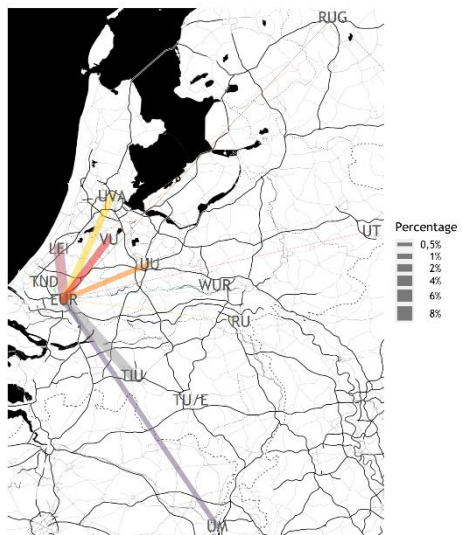 RUG
UVA
UT
LEI
VU
UU
TND
WUR
EUR
RU
TIU
TU/E
UM
Percentage
0,5%
1%
2%
4%
6%
8%